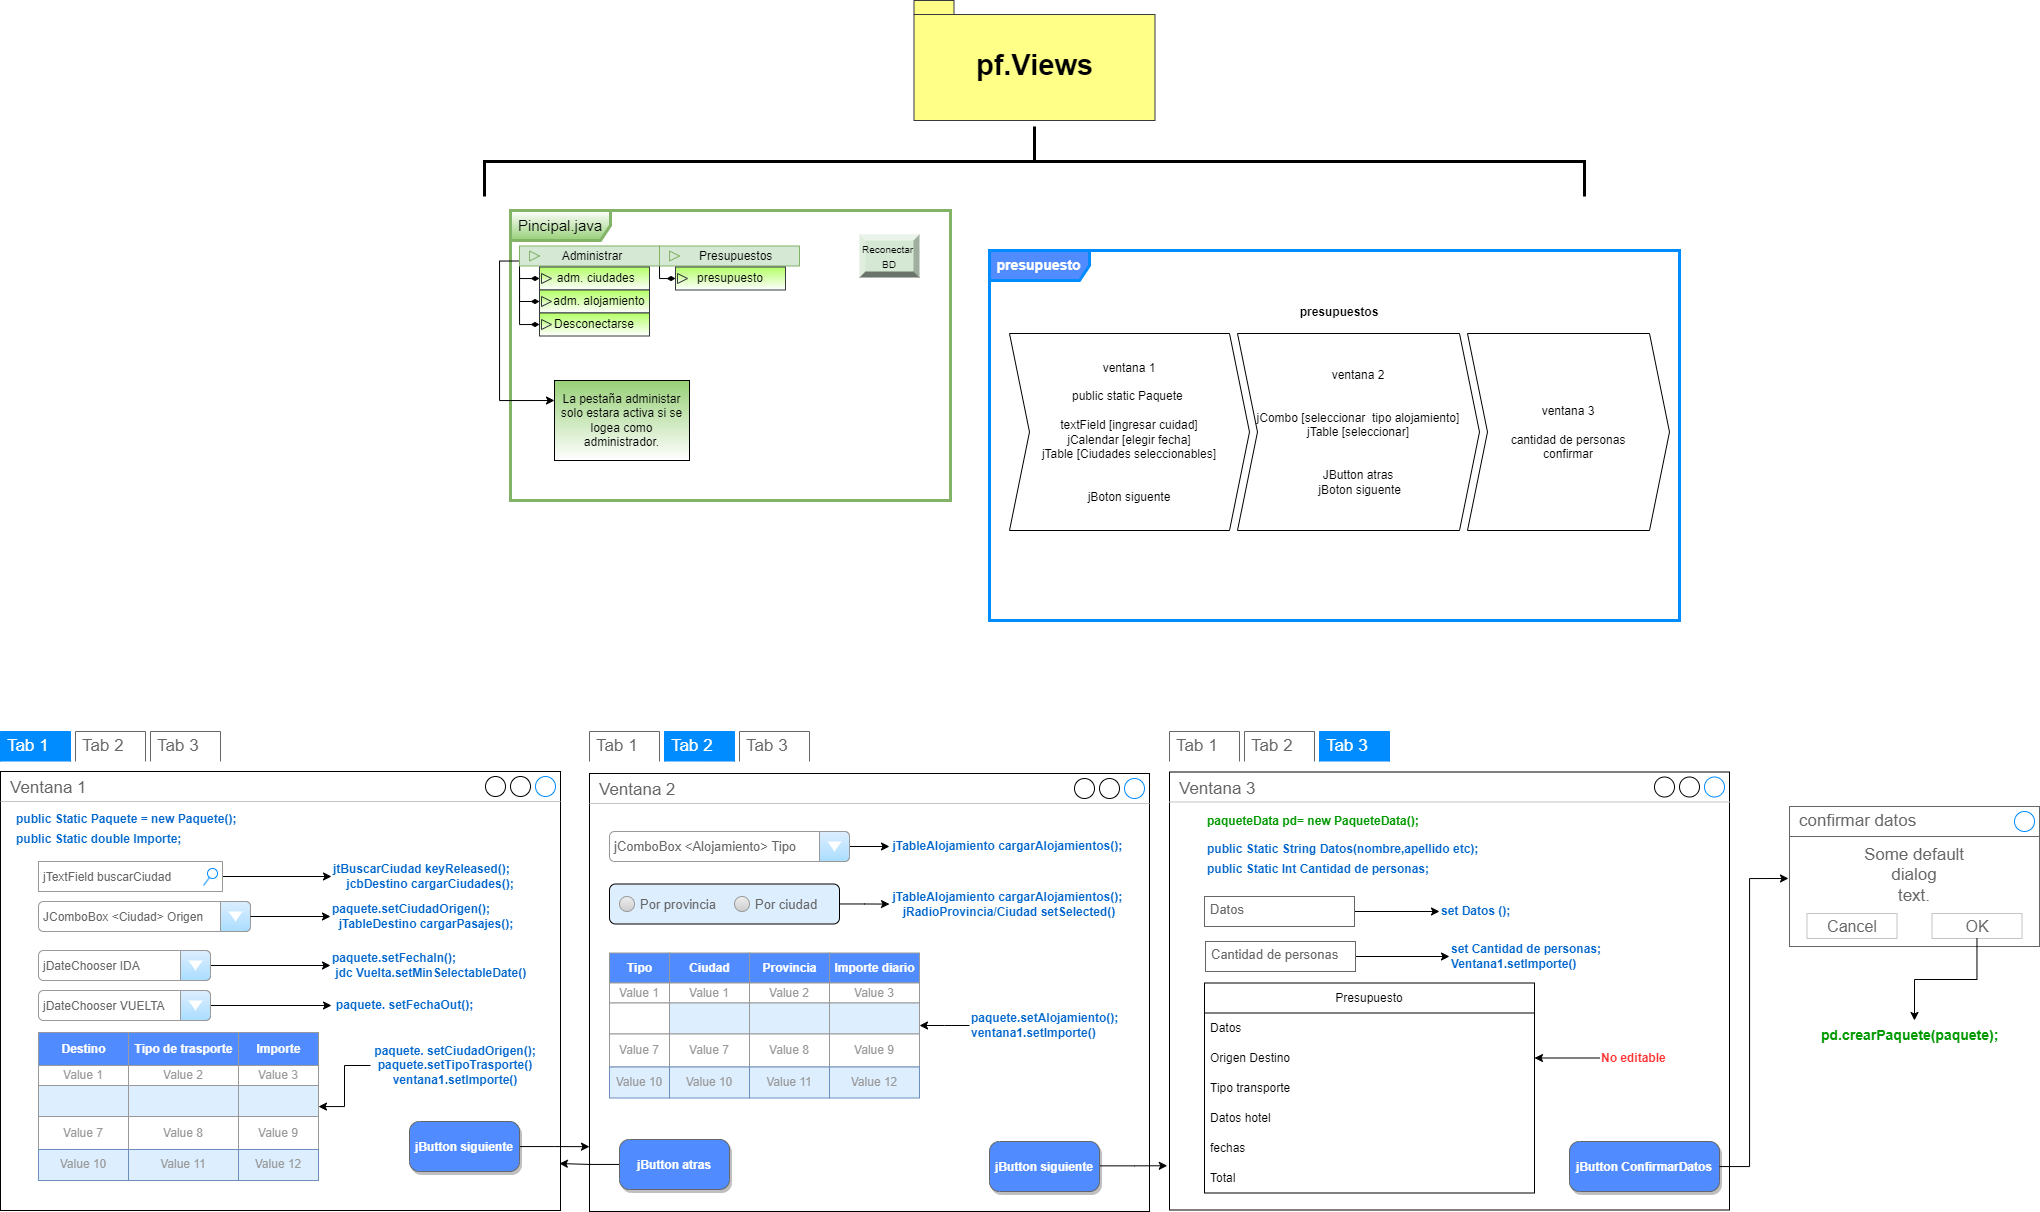 pf.Views
Pincipal.java
Administrar
Presupuestos
adm. ciudades
presupuesto
adm. alojamiento
Desconectarse
Reconectar
BD
La pestaña administar
solo estara activa si se
logea como
administrador.
presupuesto
presupuestos
ventana 1
public static Paquete
textField [ingresar cuidad]
jCalendar [elegir fecha]
jTable [Ciudades seleccionables]
jBoton siguente
ventana 2
jCombo [seleccionar tipo alojamiento]
jTable [seleccionar]
JButton atras
jBoton siguente
ventana 3
cantidad de personas
confirmar
Tab 1
Tab 2
Tab 3
Ventana 1
public Static Paquete = new Paquete();
public Static double Importe;
jTextField buscarCiudad
jtBuscarCiudad keyReleased();
jcbDestino cargarCiudades();
JComboBox <Ciudad> Origen
paquete.setCiudadOrigen();
jTableDestino cargarPasajes();
jDateChooser IDA
paquete.setFechaIn();
jdc Vuelta.setMinSelectableDate()
jDateChooser VUELTA
paquete. setFechaOut();
Destino Tipo de trasporte Importe
Value 1 Value 2 Value 3
Value 7 Value 8 Value 9
Value 10 Value 11 Value 12
paquete. setCiudadOrigen();
paquete.setTipoTrasporte()
ventana1.setImporte()
jButton siguiente
Tab 1
Tab 2
Tab 3
Ventana 2
jComboBox <Alojamiento> Tipo
jTableAlojamiento cargarAlojamientos();
Por provincia
Por ciudad
jTableAlojamiento cargarAlojamientos();
jRadioProvincia/Ciudad setSelected()
Tipo Ciudad Provincia Importe diario
Value 1 Value 1 Value 2 Value 3
Value 7 Value 7 Value 8 Value 9
Value 10 Value 10 Value 11 Value 12
paquete.setAlojamiento();
ventana1.setImporte()
jButton atras
jButton siguiente
Tab 1
Tab 2
Tab 3
Ventana 3
paqueteData pd= new PaqueteData();
public Static String Datos(nombre,apellido etc);
public Static Int Cantidad de personas;
Datos
set Datos ();
Cantidad de personas
set Cantidad de personas;
Ventana1.setImporte()
Presupuesto
Datos
Origen Destino
Tipo transporte
Datos hotel
fechas
Total
No editable
jButton ConfirmarDatos
confirmar datos
Some default
dialog
text.
Cancel
OK
pd.crearPaquete(paquete);